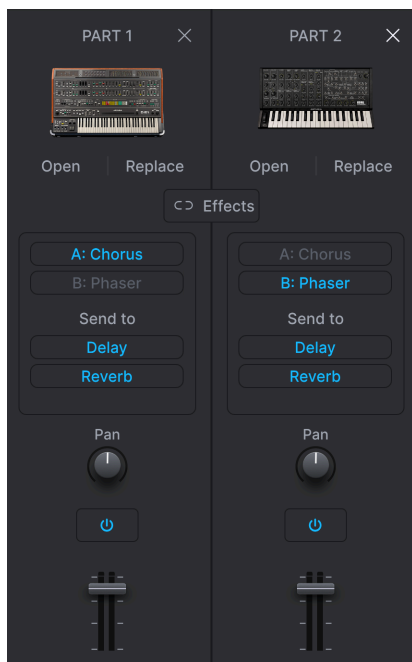 PART 1
PART 2
Open
Replace
Open
Replace
Effects
A: Chorus
B: Phaser
Send to
Delay
Reverb
A: Chorus
B: Phaser
Send to
Delay
Reverb
Pan
Pan